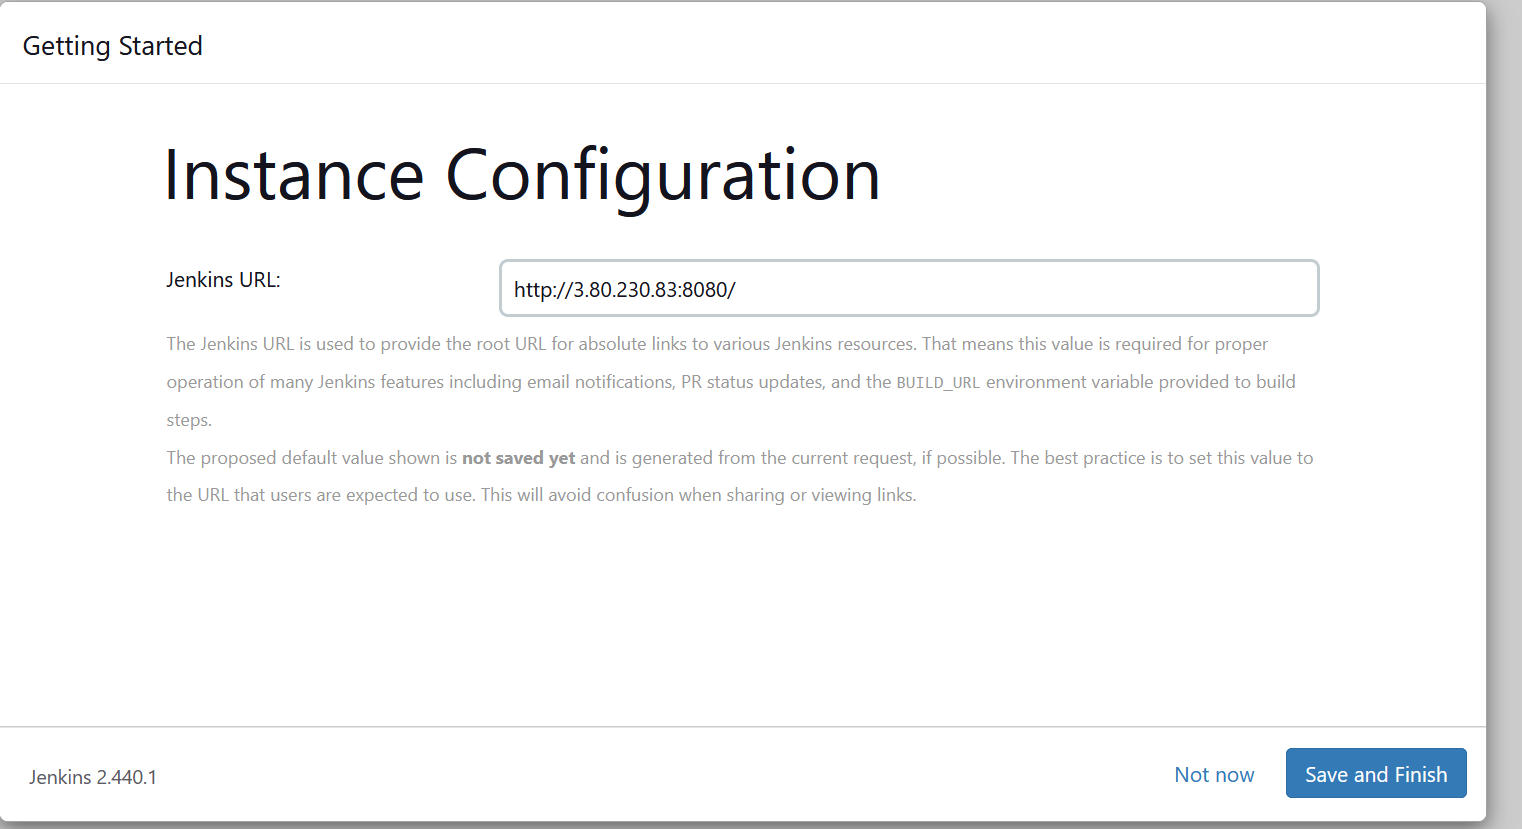 Getting Started
Instance Configuration
Jenkins URL:
http://3.80.230.83:8080/
The Jenkins URL is used to provide the root URL for absolute links to various Jenkins resources. That means this value is required for proper
operation of many Jenkins features including email notifications, PR status updates, and the BUILD_URL environment variable provided to build
steps.
The proposed default value shown is not saved yet and is generated from the current request, if possible. The best practice is to set this value to
the URL that users are expected to use. This will avoid confusion when sharing or viewing links.
Jenkins 2.440.1
Not now
Save and Finish